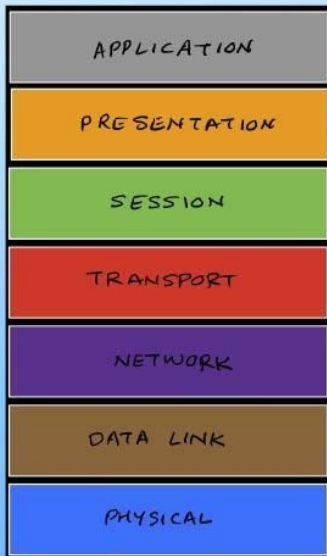 APPLICATION
PRESENTATION
SESSION
TRANSPORT
NETWORK
DATA LINK
PHYSICAL